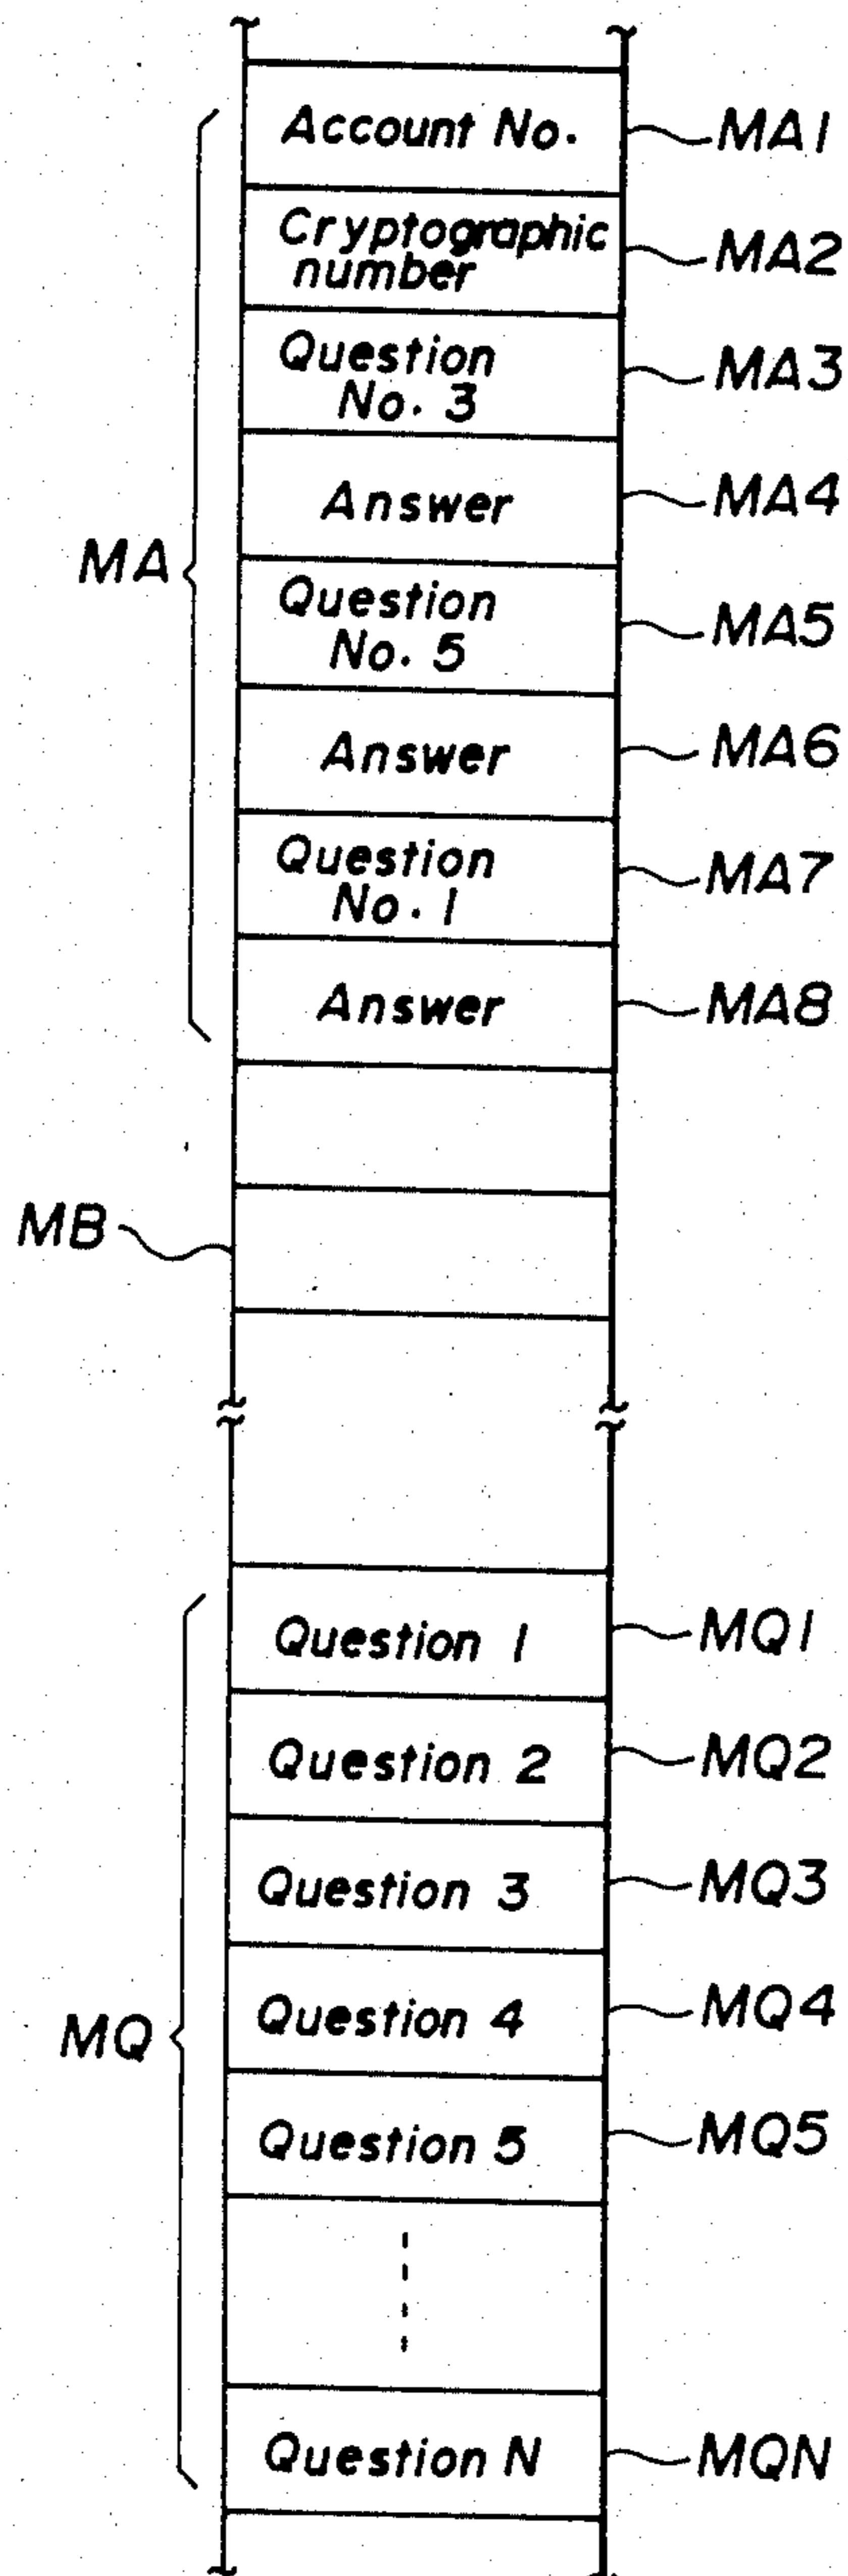 Account No.
MA1
Cryptographic
number
MA2
Question
No. 3
MA3
Answer
MA4
MA
Question
No. 5
MA5
Answer
MA6
Question
No. 1
MA7
Answer
MA8
MB
Question 1
MQ1
Question 2
MQ2
Question 3
MQ3
Question 4
MQ4
MQ
Question 5
MQ5
Question N
MQN